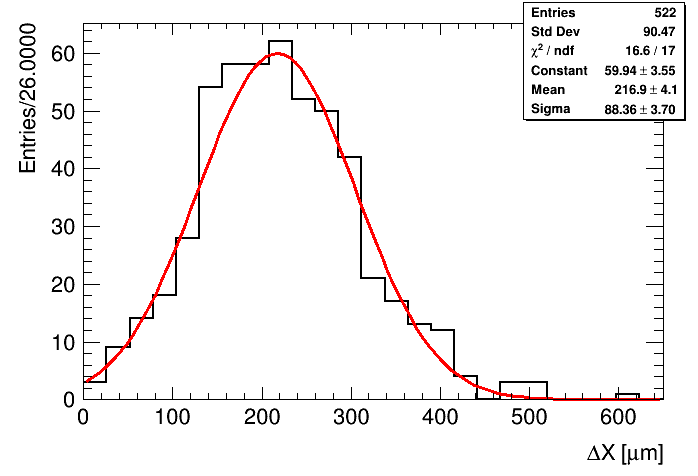 Entries 522
Std Dev 90.47
χ² / ndf 16.6 / 17
Constant 59.94 ± 3.55
Mean 216.9 ± 4.1
Sigma 88.36 ± 3.70
Entries/26.0000
60
50
40
30
20
10
0
0 100 200 300 400 500 600
ΔX [μm]